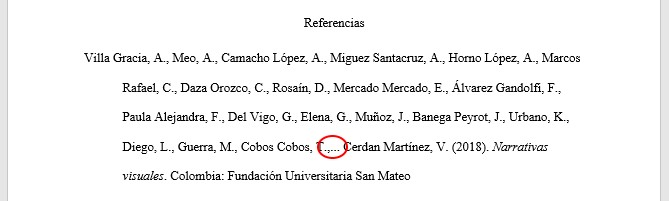 Referencias
Villa Gracia, A., Meo, A., Camacho López, A., Miguez Santacruz, A., Horno López, A., Marcos
Rafael, C., Daza Orozco, C., Rosaín, D., Mercado Mercado, E., Álvarez Gandolfi, F.,
Paula Alejandra, F., Del Vigo, G., Elena, G., Muñoz, J., Banega Peyrot, J., Urbano, K.,
Diego, L., Guerra, M., Cobos Cobos, T.,... Cerdan Martínez, V. (2018). Narrativas
visuales. Colombia: Fundación Universitaria San Mateo